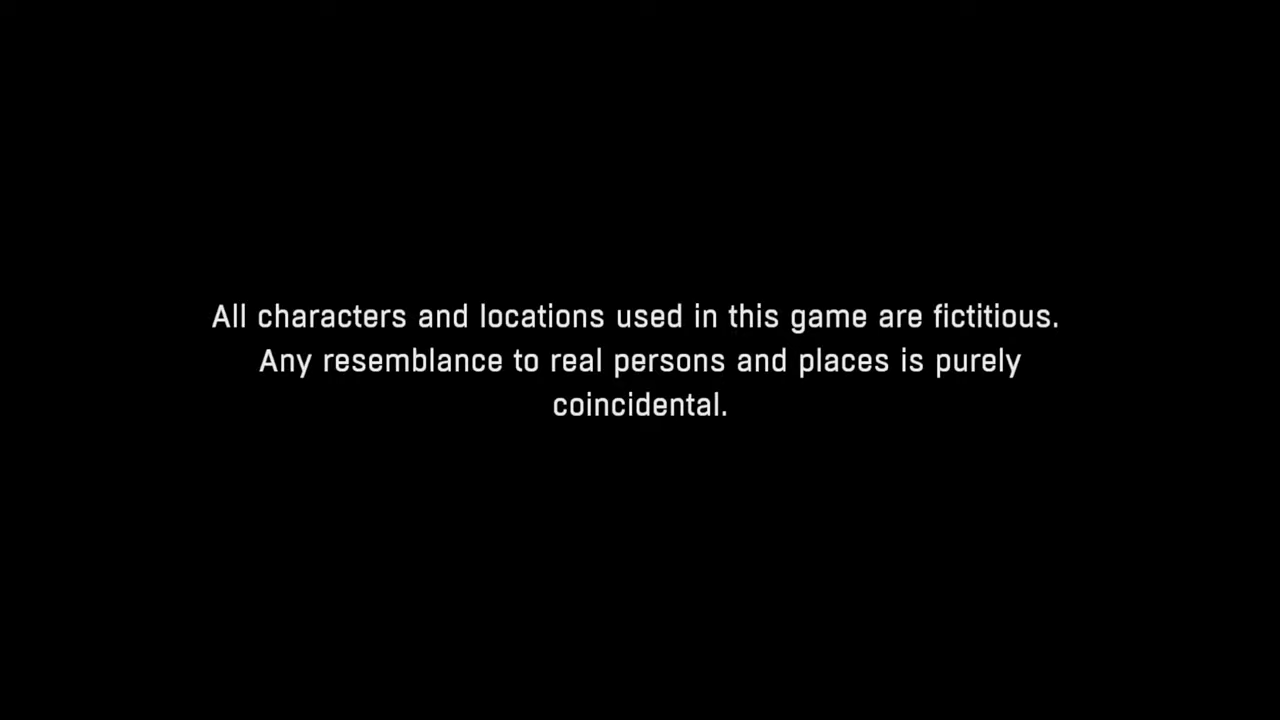 All characters and locations used in this game are fictitious.
Any resemblance to real persons and places is purely
coincidental.